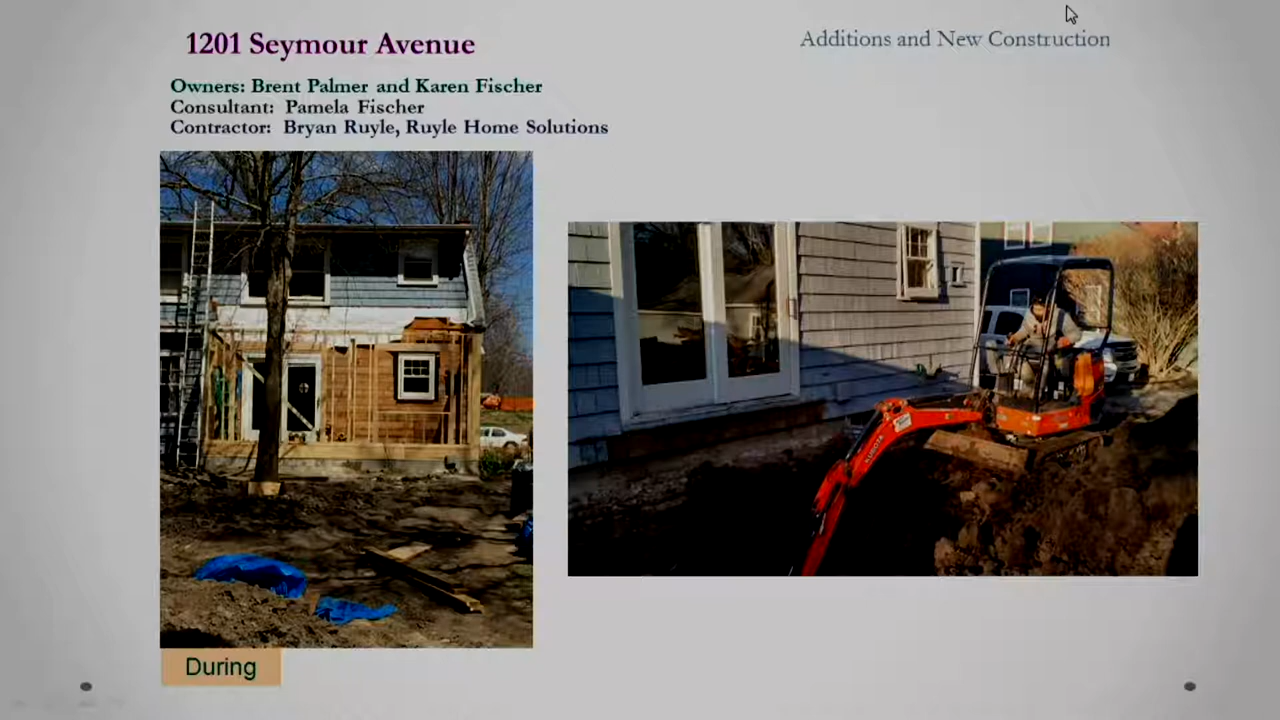 1201 Seymour Avenue
Additions and New Construction
Owners: Brent Palmer and Karen Fischer
Consultant: Pamela Fischer
Contractor: Bryan Ruyle, Ruyle Home Solutions
KUBOTA
During